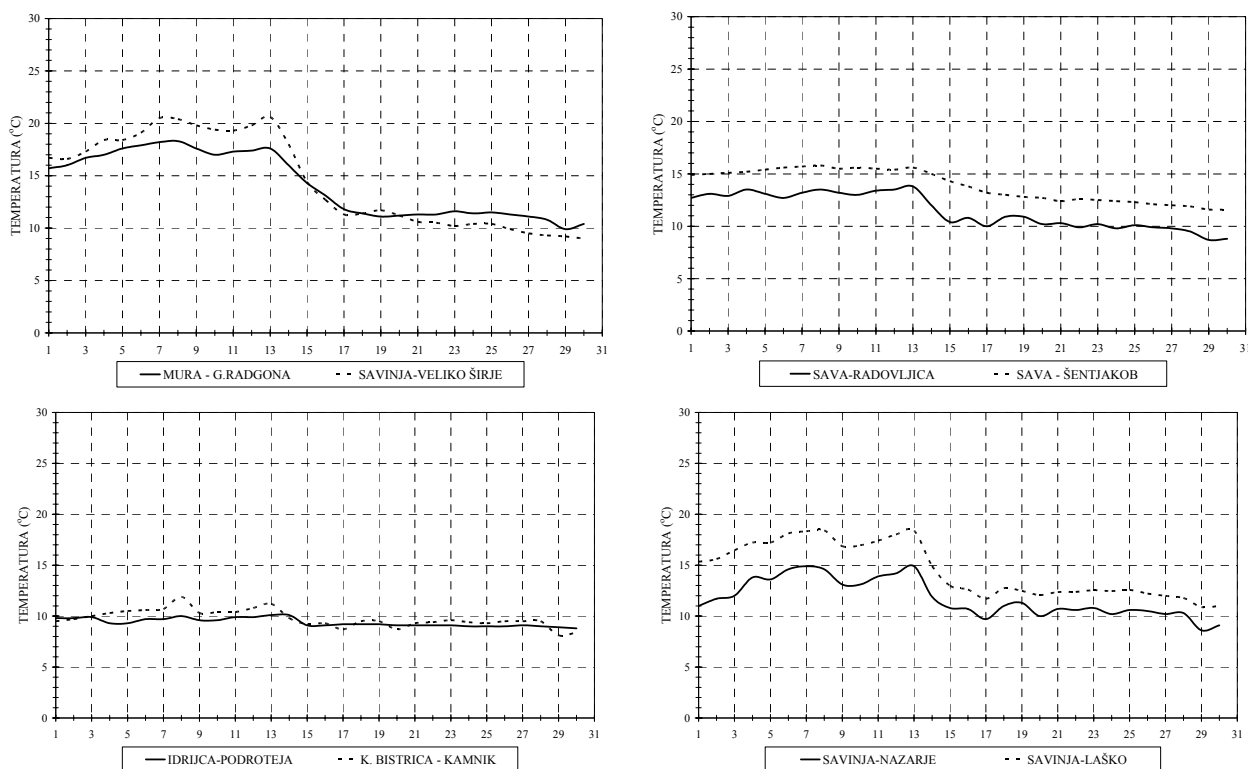 30
25
20
15
10
5
0
TEMPERATURA (°C)
1 3 5 7 9 11 13 15 17 19 21 23 25 27 29 31
MURA - G.RADGONA SAVINJA-VELIKO ŠIRJE
30
25
20
15
10
5
0
TEMPERATURA (°C)
1 3 5 7 9 11 13 15 17 19 21 23 25 27 29 31
SAVA-RADOVLJICA SAVA - ŠENTJAKOB
30
25
20
15
10
5
0
TEMPERATURA (°C)
1 3 5 7 9 11 13 15 17 19 21 23 25 27 29 31
IDRIJCA-PODROTEJA K. BISTRICA - KAMNIK
30
25
20
15
10
5
0
TEMPERATURA (°C)
1 3 5 7 9 11 13 15 17 19 21 23 25 27 29 31
SAVINJA-NAZARJE SAVINJA-LAŠKO